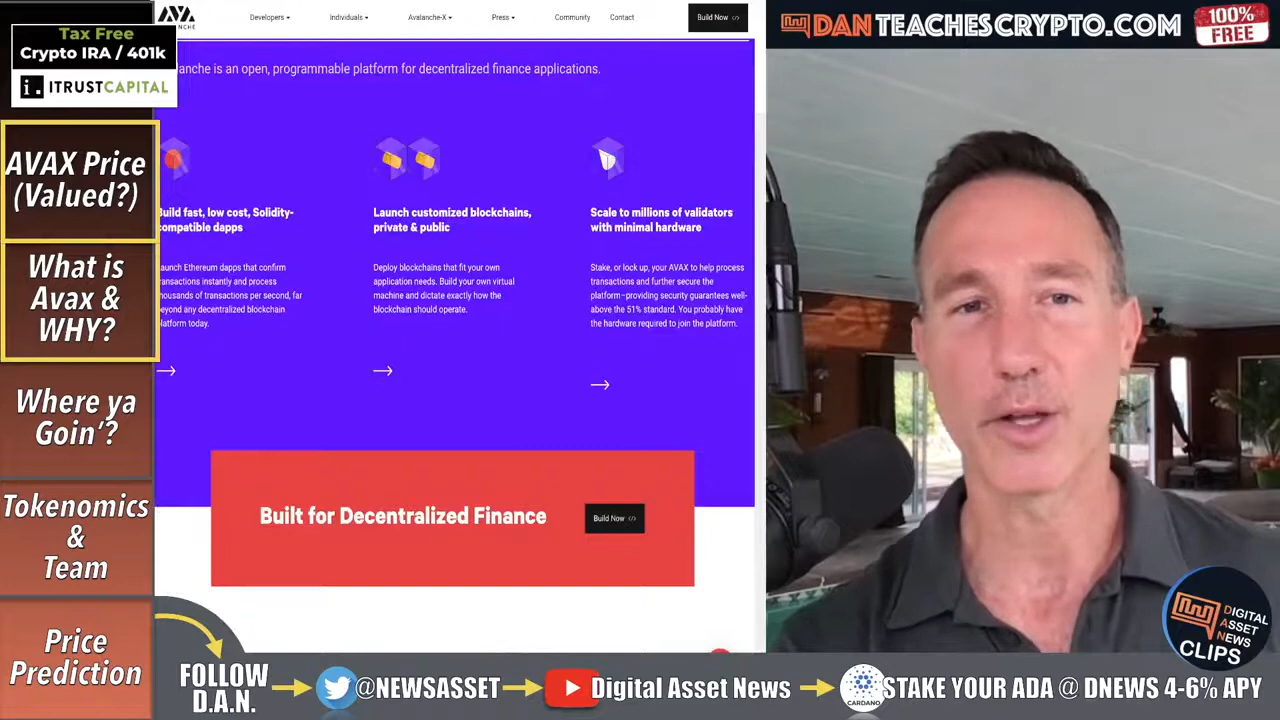 Tax Free
Crypto IRA / 401k
i.
ITRUSTCAPITAL
AVAX Price
(Valued?)
What is
Avax &
WHY?
Where ya
Goin'?
Tokenomics
&
Team
Price
Prediction
AVA
ANCHE
Developers
Individuals
Avalanche-X
Press
Community
Contact
Build Now </>
anche is an open, programmable platform for decentralized finance applications.
Build fast, low cost, Solidity-
compatible dapps
aunch Ethereum dapps that confirm
ransactions instantly and process
housands of transactions per second, far
beyond any decentralized blockchain
latform today.
Launch customized blockchains,
private & public
Deploy blockchains that fit your own
application needs. Build your own virtual
machine and dictate exactly how the
blockchain should operate.
Scale to millions of validators
with minimal hardware
Stake, or lock up, your AVAX to help process
transactions and further secure the
platform–providing security guarantees well-
above the 51% standard. You probably have
the hardware required to join the platform.
Built for Decentralized Finance
Build Now </>
DAN TEACHESCRYPTO.COM
100%
FREE
DIGITAL
ASSET
NEWS
CLIPS
FOLLOW
D.A.N.
@NEWSASSET
Digital Asset News
CARDANO
STAKE YOUR ADA @ DNEWS 4-6% APY